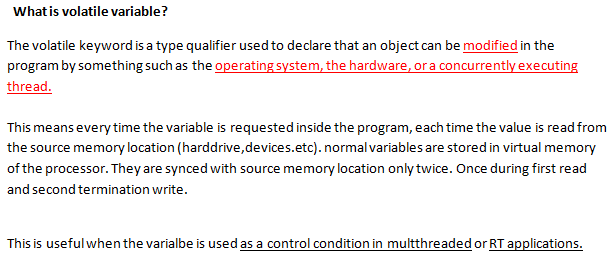 What is volatile variable?
The volatile keyword is a type qualifier used to declare that an object can be modified in the
program by something such as the operating system, the hardware, or a concurrently executing
thread.
This means every time the variable is requested inside the program, each time the value is read from
the source memory location (harddrive,devices.etc). normal variables are stored in virtual memory
of the processor. They are synced with source memory location only twice. Once during first read
and second termination write.
This is useful when the varialbe is used as a control condition in multthreaded or RT applications.